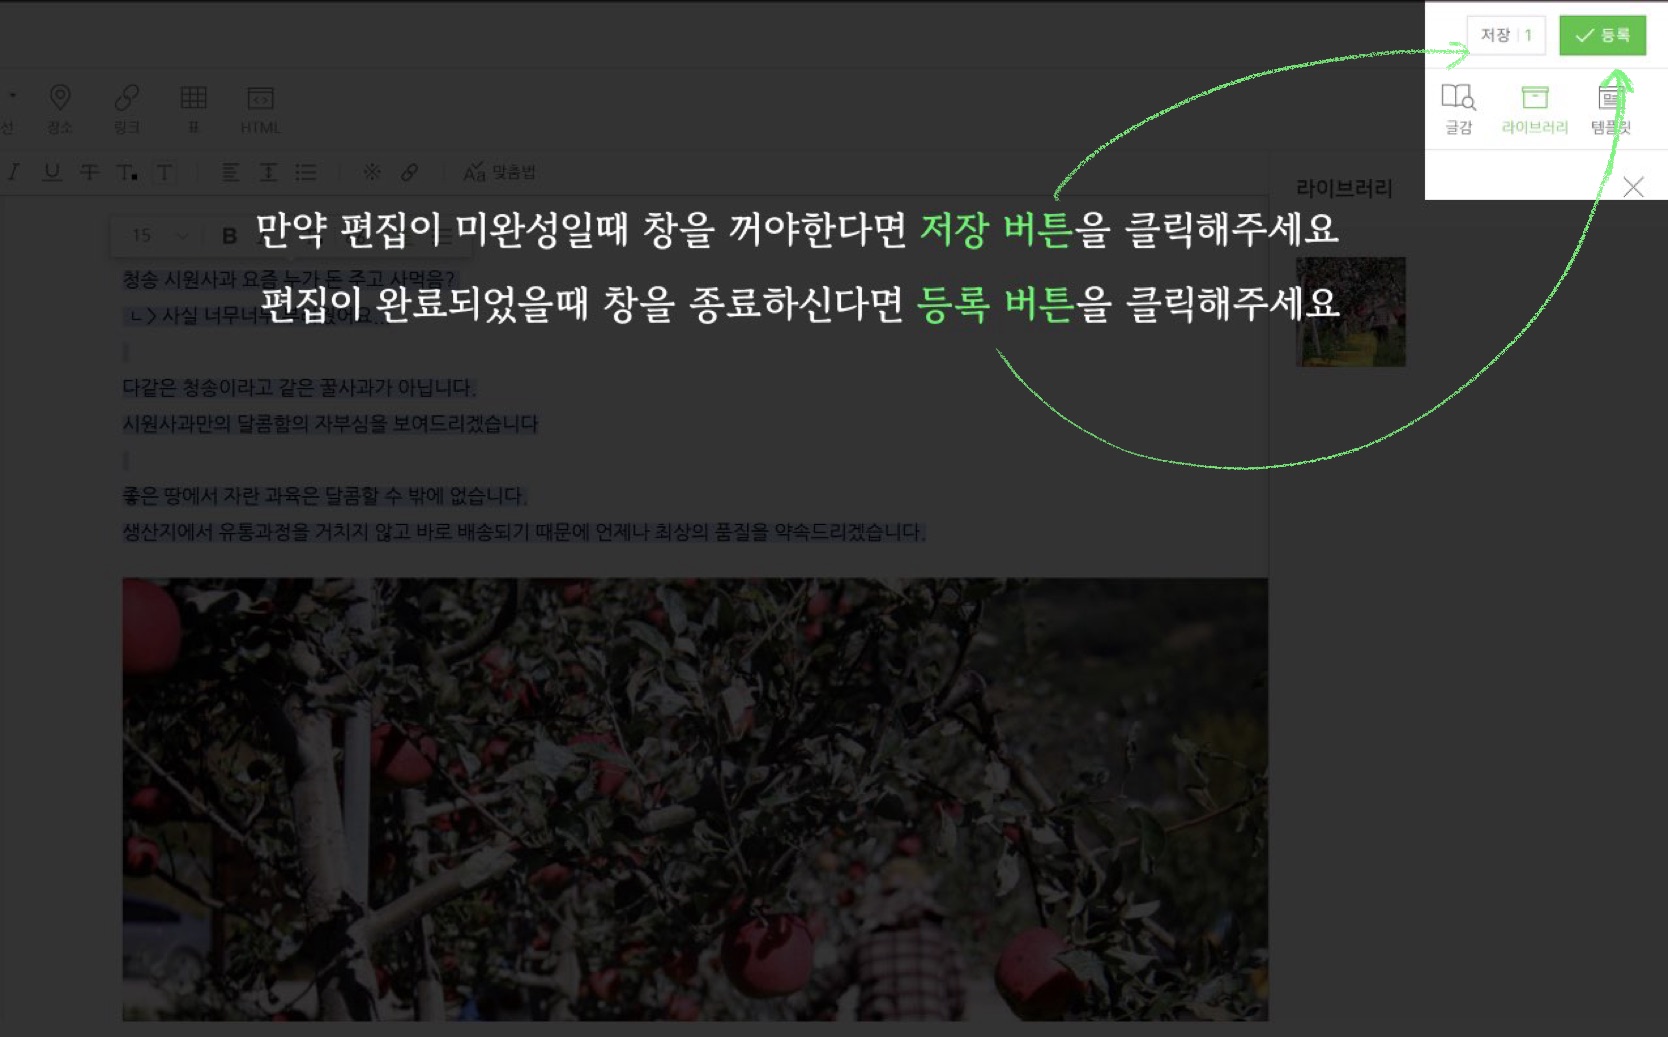 저장 1
등록
선
장소
링크
표
HTML
글감
라이브러리
템플릿
맞춤법
라이브러리
15
B
만약 편집이 미완성일때 창을 꺼야한다면 저장 버튼을 클릭해주세요
청송 시원사과 요즘 누가 돈 주고 사먹음?
편집이 완료되었을때 창을 종료하신다면 등록 버튼을 클릭해주세요
ㄴ> 사실 너무너무
다같은 청송이라고 같은 꿀사과가 아닙니다.
시원사과만의 달콤함의 자부심을 보여드리겠습니다
좋은 땅에서 자란 과육은 달콤할 수 밖에 없습니다.
생산지에서 유통과정을 거치지 않고 바로 배송되기 때문에 언제나 최상의 품질을 약속드리겠습니다.